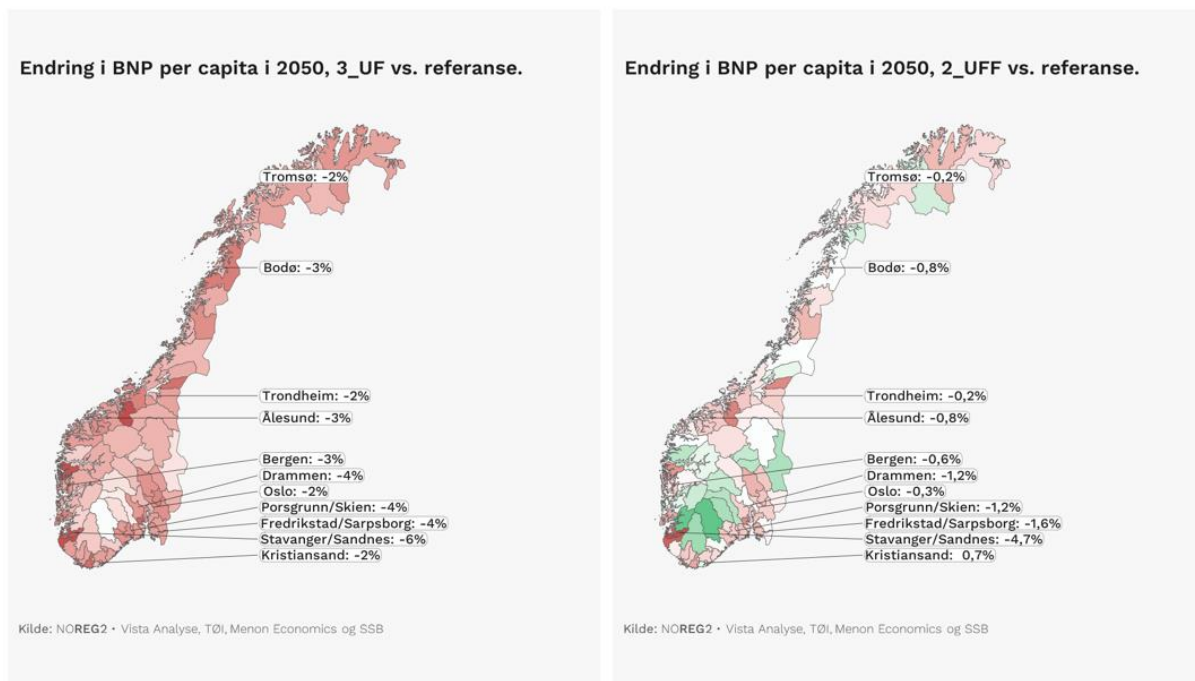 Endring i BNP per capita i 2050, 3_UF vs. referanse.
Tromsø: -2%
Bodø: -3%
Trondheim: -2%
Ålesund: -3%
Bergen: -3%
Drammen: -4%
Oslo: -2%
Porsgrunn/Skien: -4%
Fredrikstad/Sarpsborg: -4%
Stavanger/Sandnes: -6%
Kristiansand: -2%
Kilde: NOREG2 • Vista Analyse, TØI, Menon Economics og SSB
Endring i BNP per capita i 2050, 2_UFF vs. referanse.
Tromsø: -0,2%
Bodø: -0,8%
Trondheim: -0,2%
Ålesund: -0,8%
Bergen: -0,6%
Drammen: -1,2%
Oslo: -0,3%
Porsgrunn/Skien: -1,2%
Fredrikstad/Sarpsborg: -1,6%
Stavanger/Sandnes: -4,7%
Kristiansand: 0,7%
Kilde: NOREG2 • Vista Analyse, TØI, Menon Economics og SSB